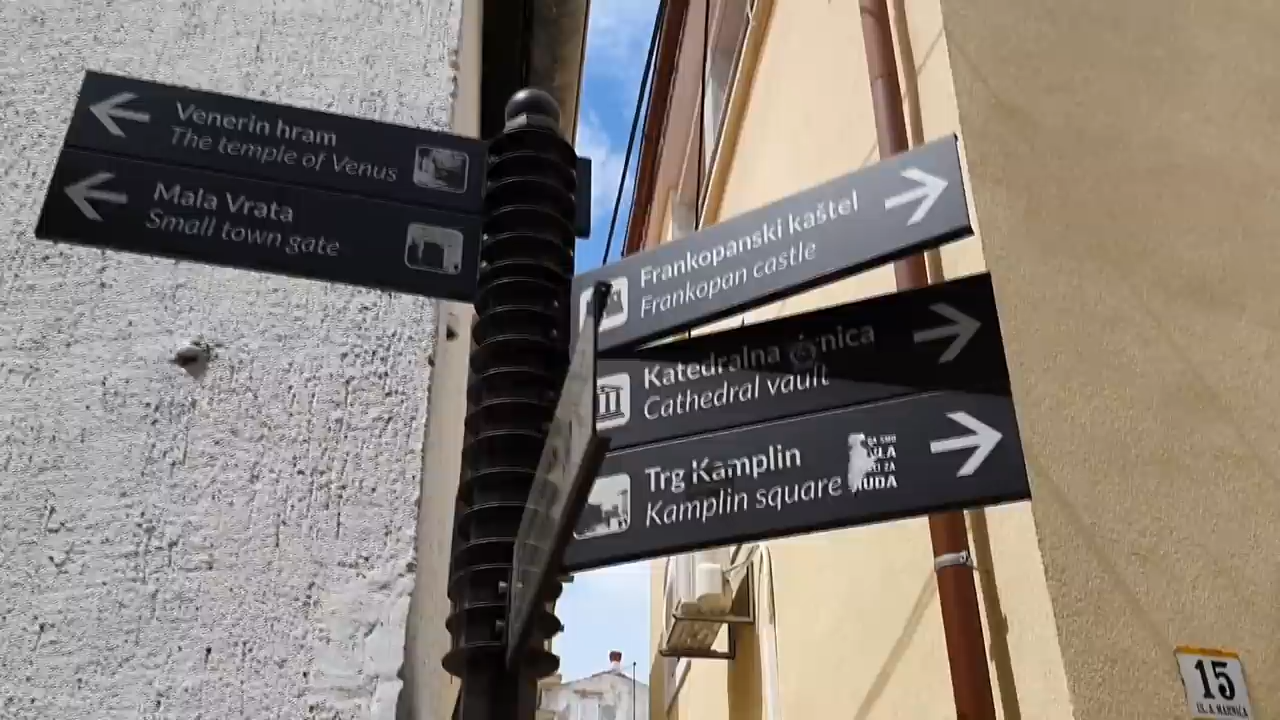 Venerin hram
The temple of Venus
Mala Vrata
Small town gate
Frankopanski kaštel
Frankopan castle
Katedralna
Cathedral vault
Trg Kamplin
Kamplin square
15